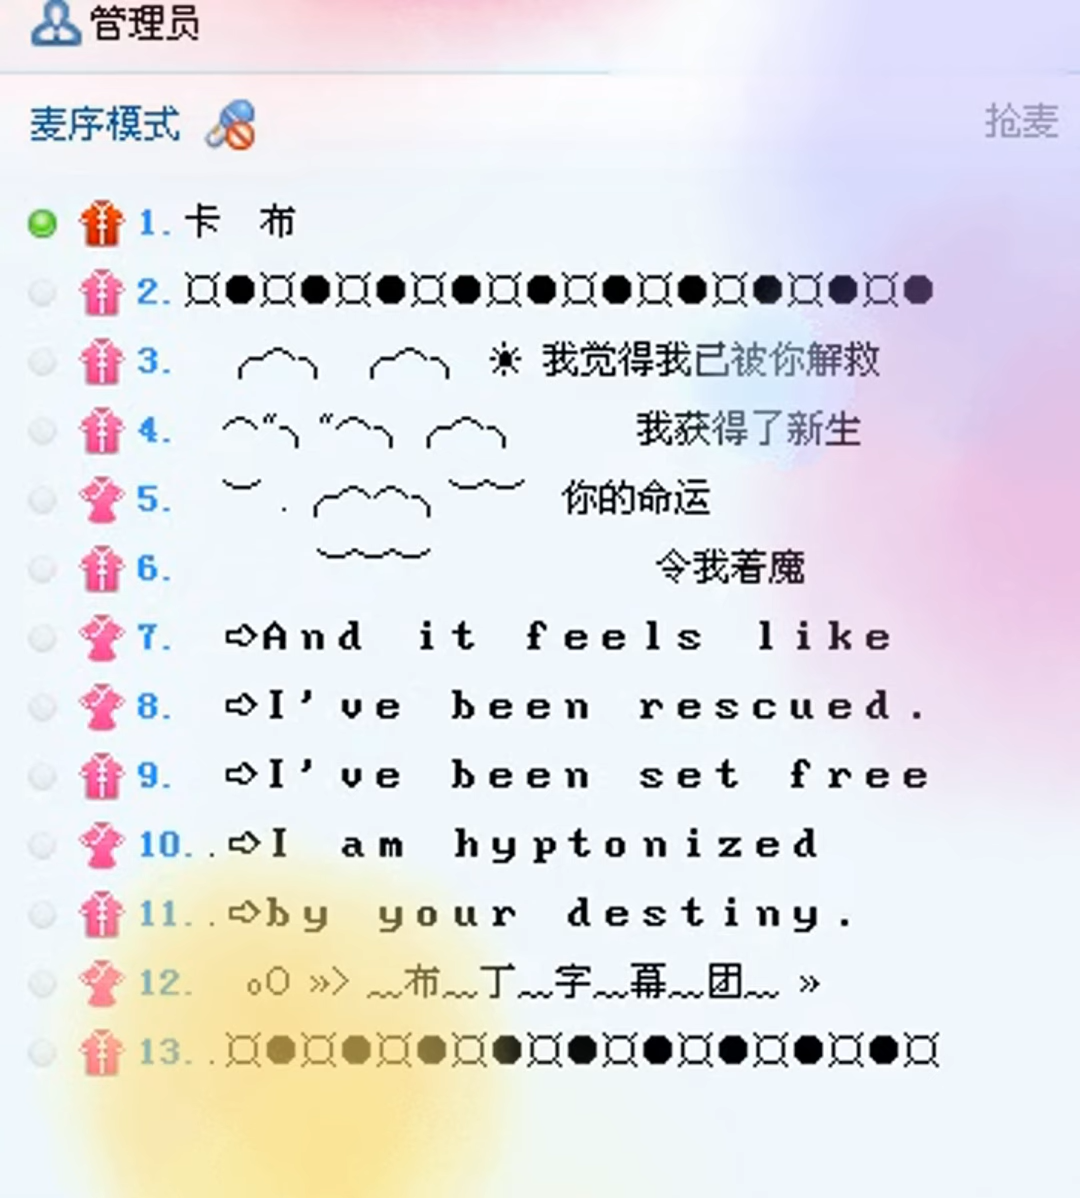 管理员
麦序模式 抢麦
1. 卡 布
2. ¤●¤●¤●¤●¤●¤●¤●¤●¤●¤●
3. ︵︵ ☀ 我觉得我已被你解救
4. 我获得了新生
5. 你的命运
6. 令我着魔
7. ➩And it feels like
8. ➩I've been rescued.
9. ➩I've been set free
10. .➩I am hyptonized
11. .➩by your destiny.
12. oO »> ﹏布﹏丁﹏字﹏幕﹏团﹏ »
13. .¤●¤●¤●¤●¤●¤●¤●¤●¤●¤